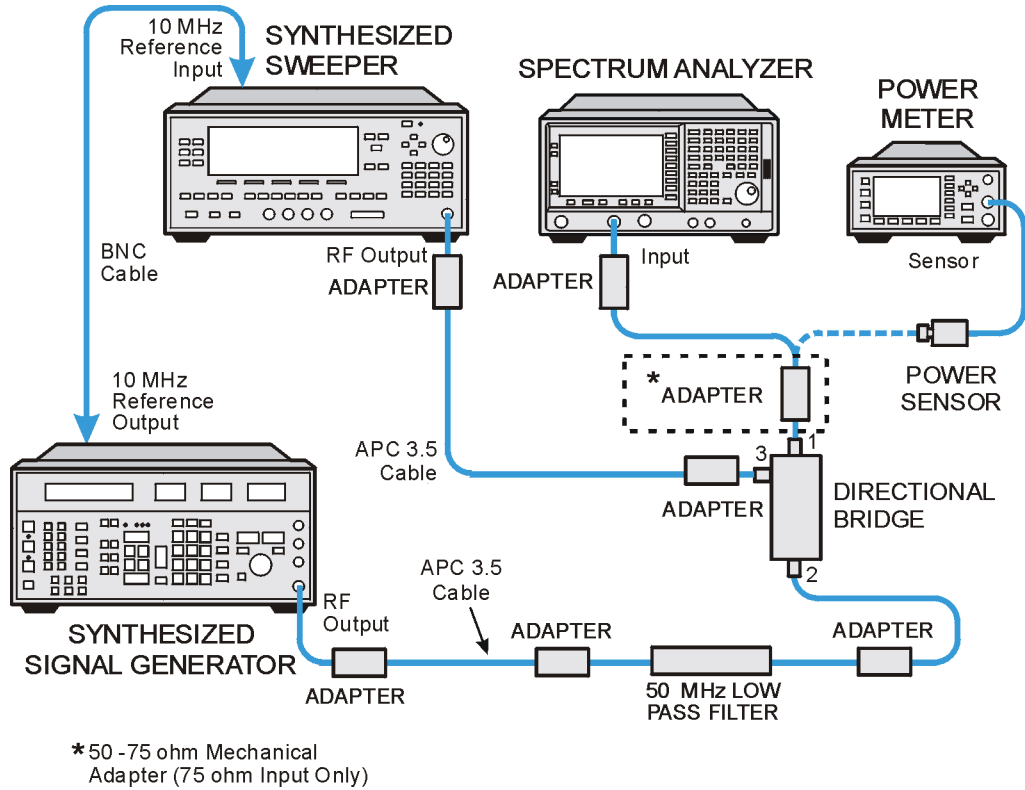 10 MHz
Reference
Input
SYNTHESIZED
SWEEPER
SPECTRUM ANALYZER
POWER
METER
BNC
Cable
RF Output
ADAPTER
Input
ADAPTER
Sensor
*ADAPTER
POWER
SENSOR
10 MHz
Reference
Output
APC 3.5
Cable
3
1
ADAPTER
DIRECTIONAL
BRIDGE
2
APC 3.5
Cable
RF
Output
SYNTHESIZED
SIGNAL GENERATOR
ADAPTER
ADAPTER
50 MHz LOW
PASS FILTER
ADAPTER
*50 -75 ohm Mechanical
Adapter (75 ohm Input Only)